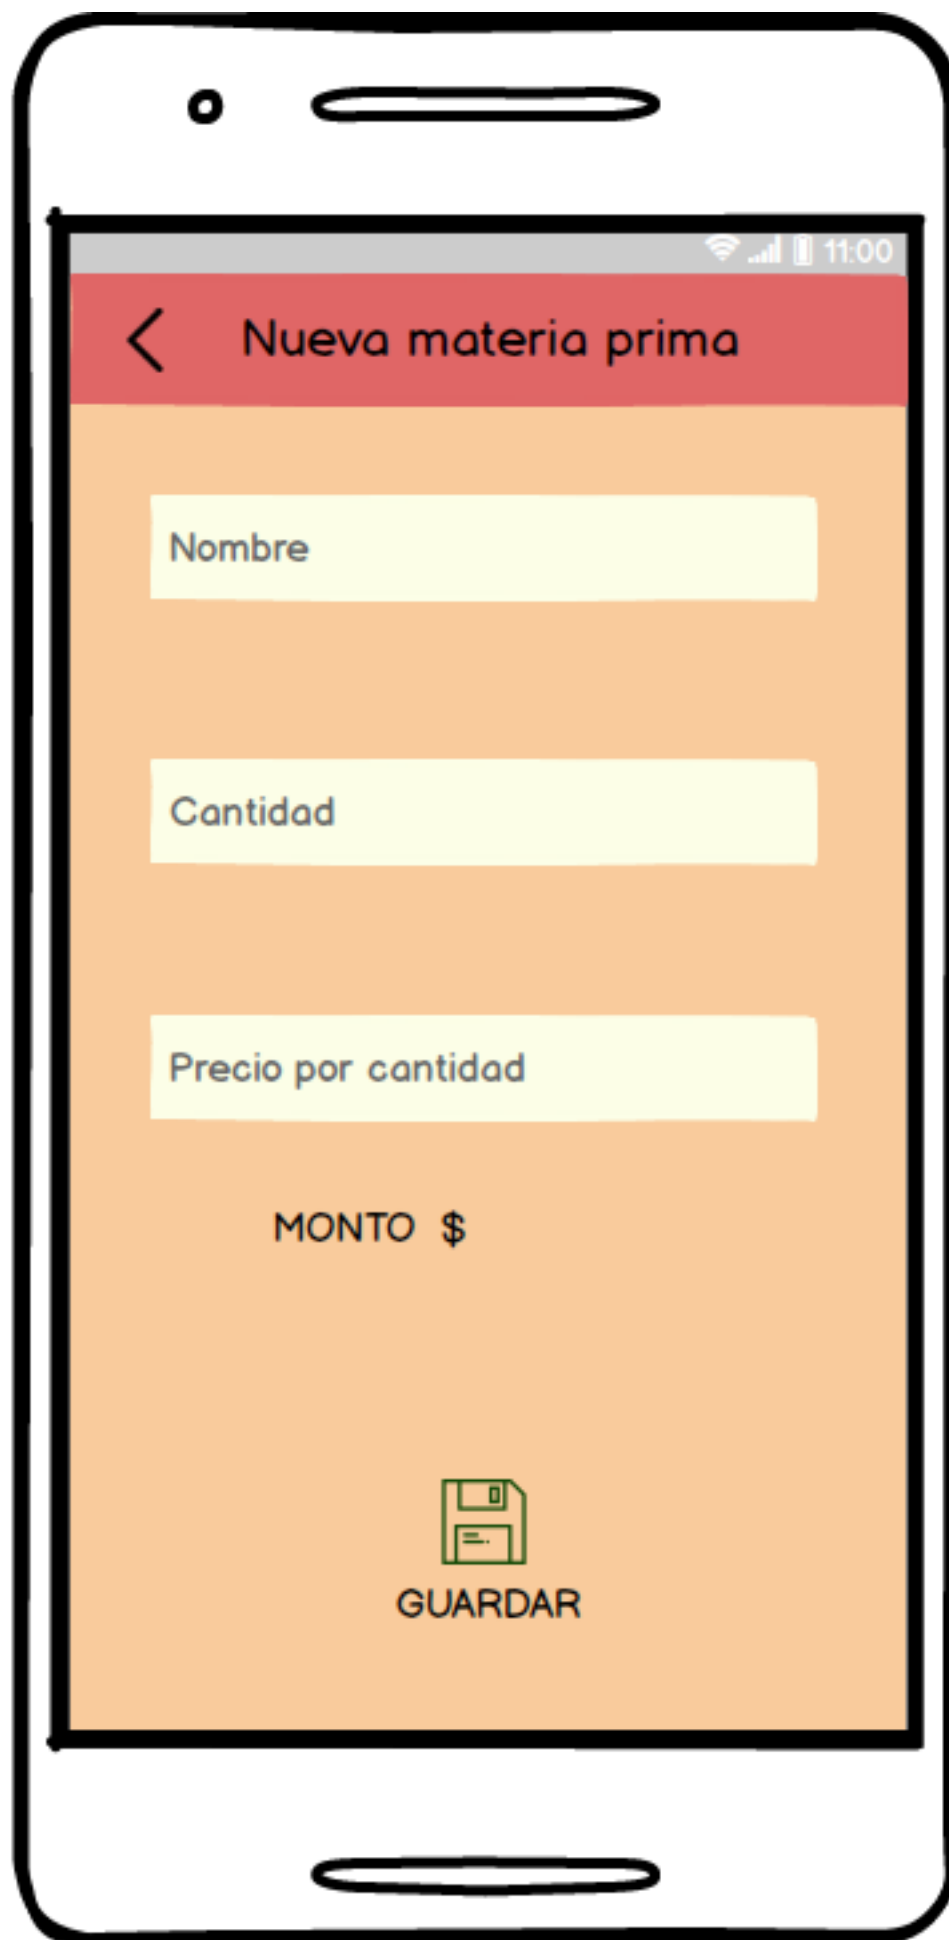 11:00
Nueva materia prima
Nombre
Cantidad
Precio por cantidad
MONTO $
GUARDAR